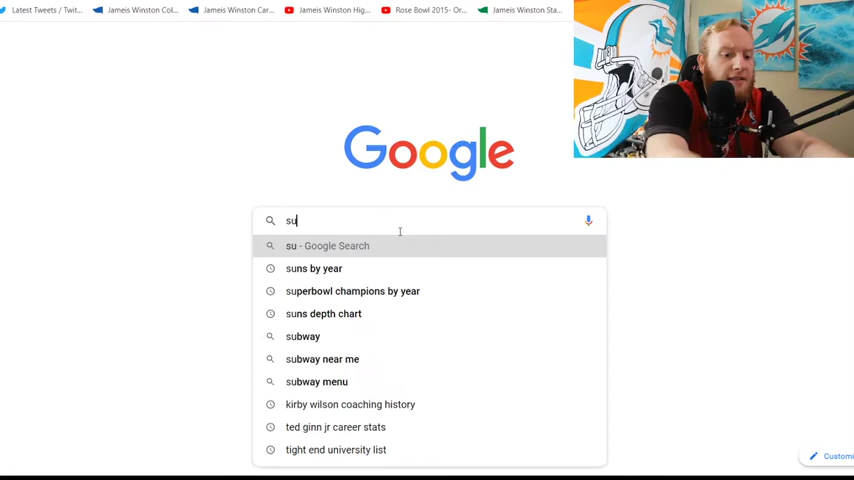 Latest Tweets / Twit... Jameis Winston Col... Jameis Winston Car... Jameis Winston Hig... Rose Bowl 2015- Or... Jameis Winston Sta...
Google
su
su - Google Search
suns by year
superbowl champions by year
suns depth chart
subway
subway near me
subway menu
kirby wilson coaching history
ted ginn jr career stats
tight end university list
Customi